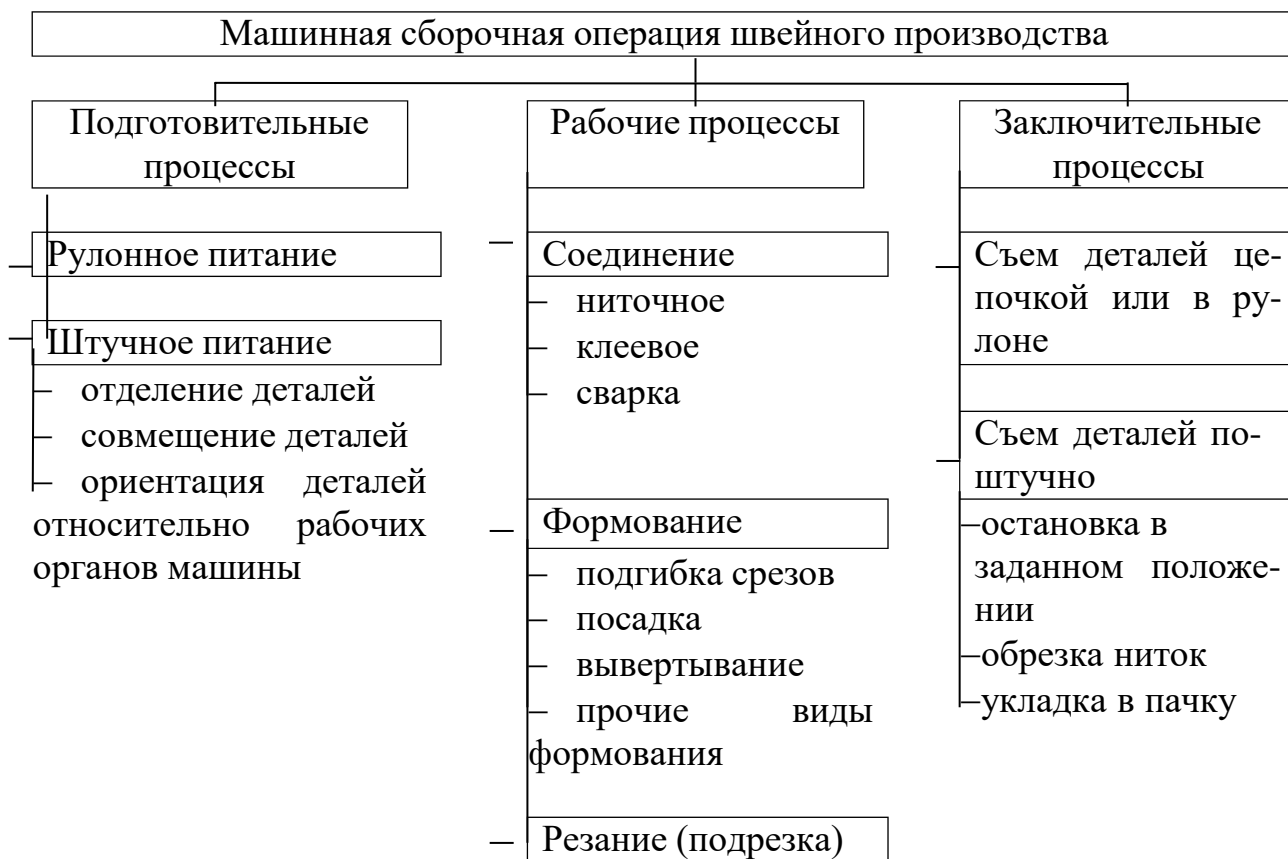 Машинная сборочная операция швейного производства
Подготовительные
процессы
Рулонное питание
Штучное питание
– отделение деталей
– совмещение деталей
– ориентация деталей
относительно рабочих
органов машины
Рабочие процессы
Соединение
– ниточное
– клеевое
– сварка
Формование
– подгибка срезов
– посадка
– вывертывание
– прочие виды
формования
Резание (подрезка)
Заключительные
процессы
Съем деталей це-
почкой или в ру-
лоне
Съем деталей по-
штучно
–остановка в
заданном положе-
нии
–обрезка ниток
–укладка в пачку